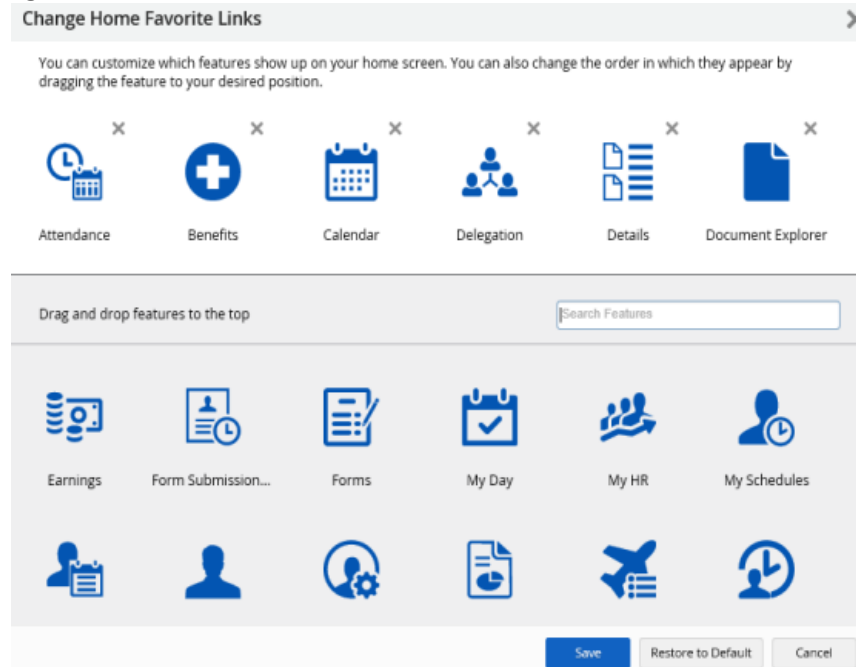 Change Home Favorite Links
You can customize which features show up on your home screen. You can also change the order in which they appear by
dragging the feature to your desired position.
Attendance Benefits Calendar Delegation Details Document Explorer
Drag and drop features to the top Search Features
Earnings Form Submission... Forms My Day My HR My Schedules
Save Restore to Default Cancel